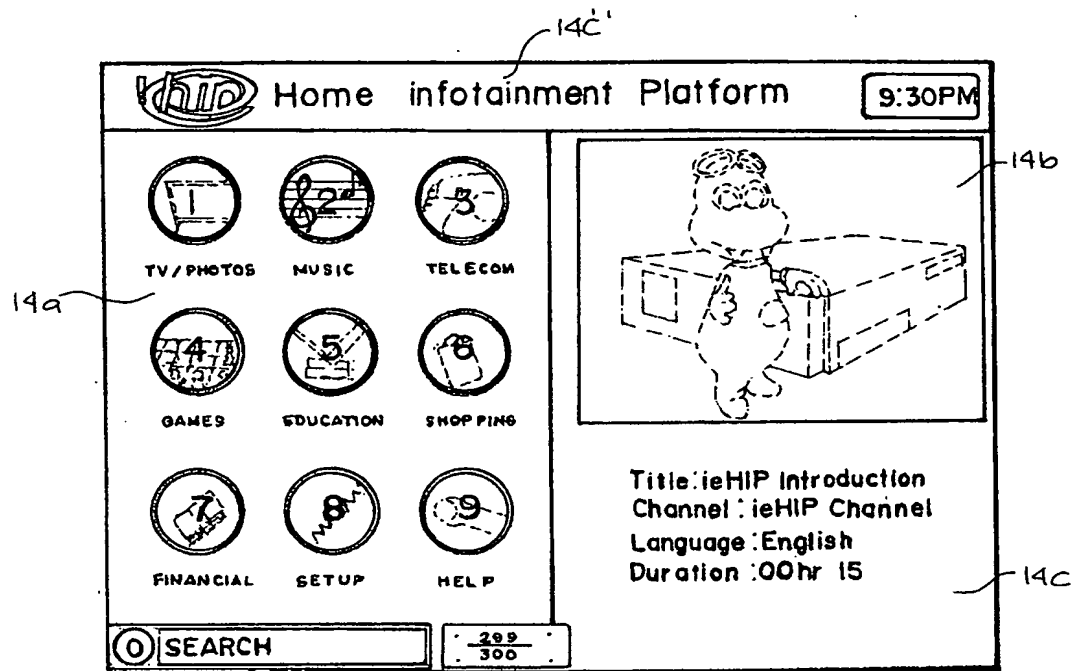 14c'
!hip Home infotainment Platform 9:30PM
14b
1 2 3
TV/PHOTOS MUSIC TELECOM
14a
4 5 6
GAMES EDUCATION SHOPPING
Title:ieHIP Introduction
Channel:ieHIP Channel
7 8 9
Language:English
Duration:00hr 15
FINANCIAL SETUP HELP
14c
0 SEARCH
299
300